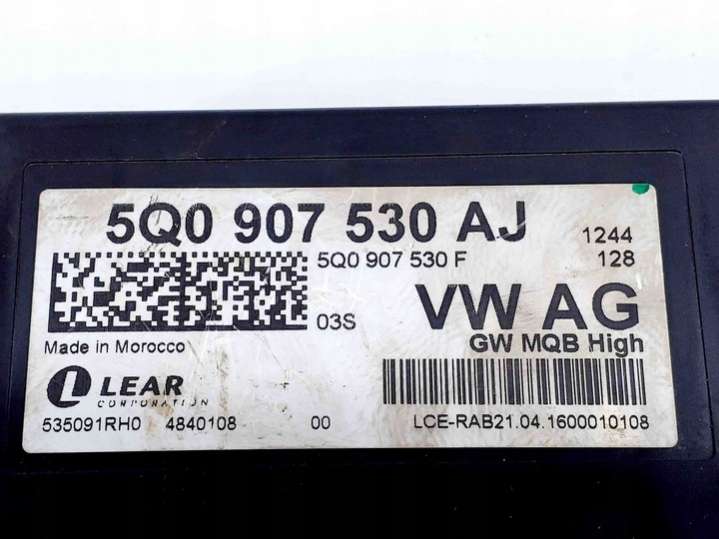 5Q0 907 530 AJ
1244
5Q0 907 530 F
128
03S
VW AG
Made in Morocco
GW MQB High
LEAR
CORPORATION
535091RH0 4840108 00
LCE-RAB21.04.1600010108